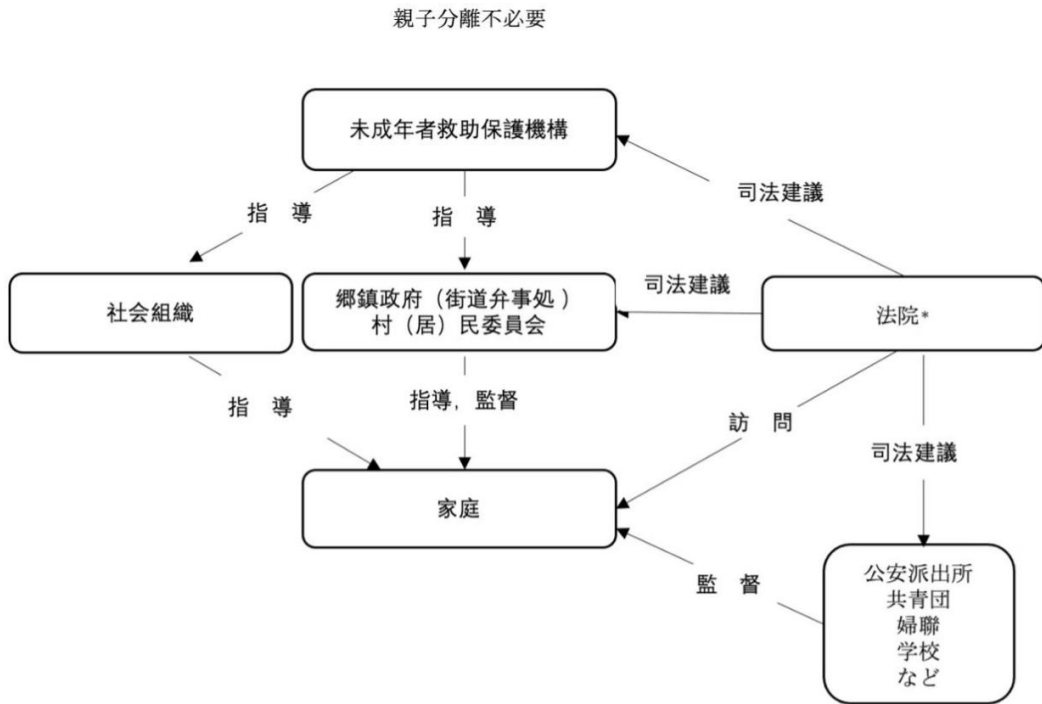 親子分離不必要
未成年者救助保護機構
司法建議
指 導
指 導
社会組織
郷鎮政府（街道弁事処）
村（居）民委員会
司法建議
法院*
指 導
指導，監督
訪 問
司法建議
家庭
監 督
公安派出所
共青団
婦聯
学校
など